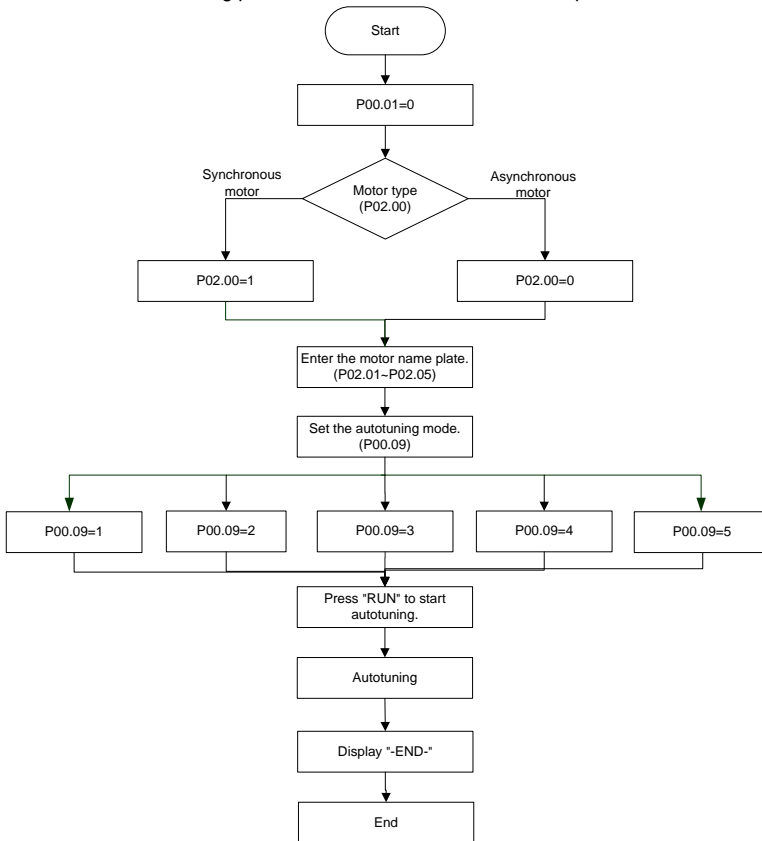 Start
P00.01=0
Synchronous
motor
Motor type
(P02.00)
Asynchronous
motor
P02.00=1
P02.00=0
Enter the motor name plate.
(P02.01~P02.05)
Set the autotuning mode.
(P00.09)
P00.09=1
P00.09=2
P00.09=3
P00.09=4
P00.09=5
Press "RUN" to start
autotuning.
Autotuning
Display "-END-"
End